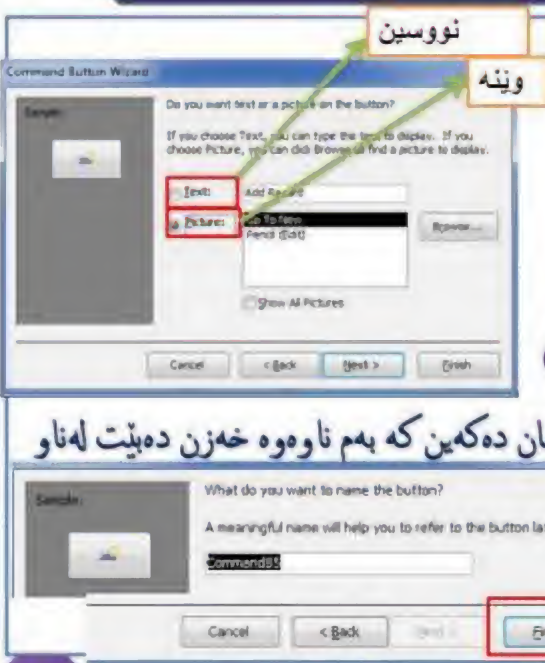 نووسین
وێنە
Command Button Wizard
Sample:
Do you want text or a picture on the button?
If you choose Text, you can type the text to display. If you
choose Picture, you can click Browse to find a picture to display.
Text: Add Record
Picture: Go To New
Pencil (Edit)
Browse...
Show All Pictures
Cancel < Back Next > Finish
ان دەکەین کە بەم ناوەوە خەزن دەبێت لەناو
Sample:
What do you want to name the button?
A meaningful name will help you to refer to the button
Command85
Cancel < Back Next >